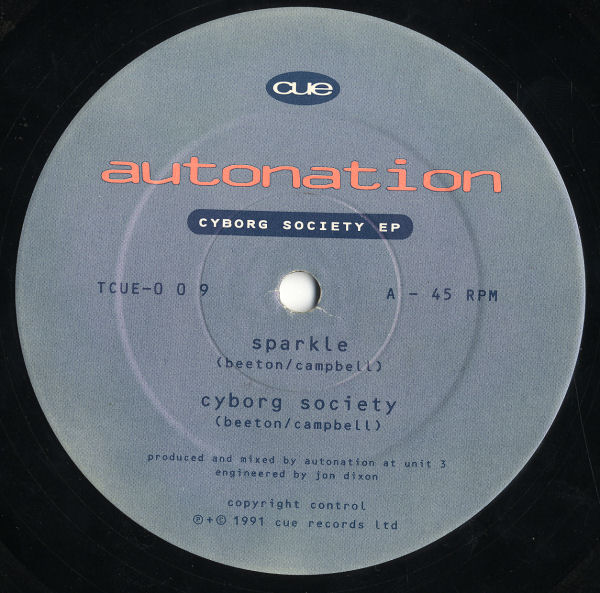 cue
autonation
CYBORG SOCIETY EP
TCUE-0 0 9
A - 45 RPM
sparkle
(beeton/campbell)
cyborg society
(beeton/campbell)
produced and mixed by autonation at unit 3
engineered by jon dixon
copyright control
℗+© 1991 cue records ltd